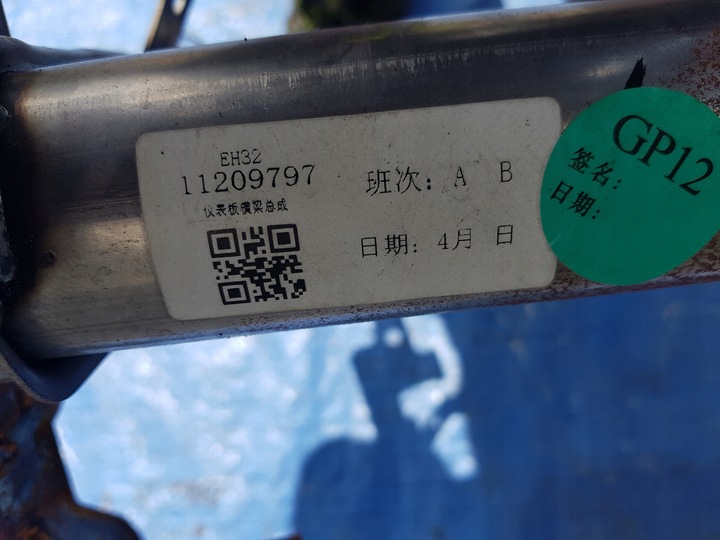 EH32
11209797
仪表板横梁总成
班次: A B
日期: 4月 日
GP12
签名:
日期: